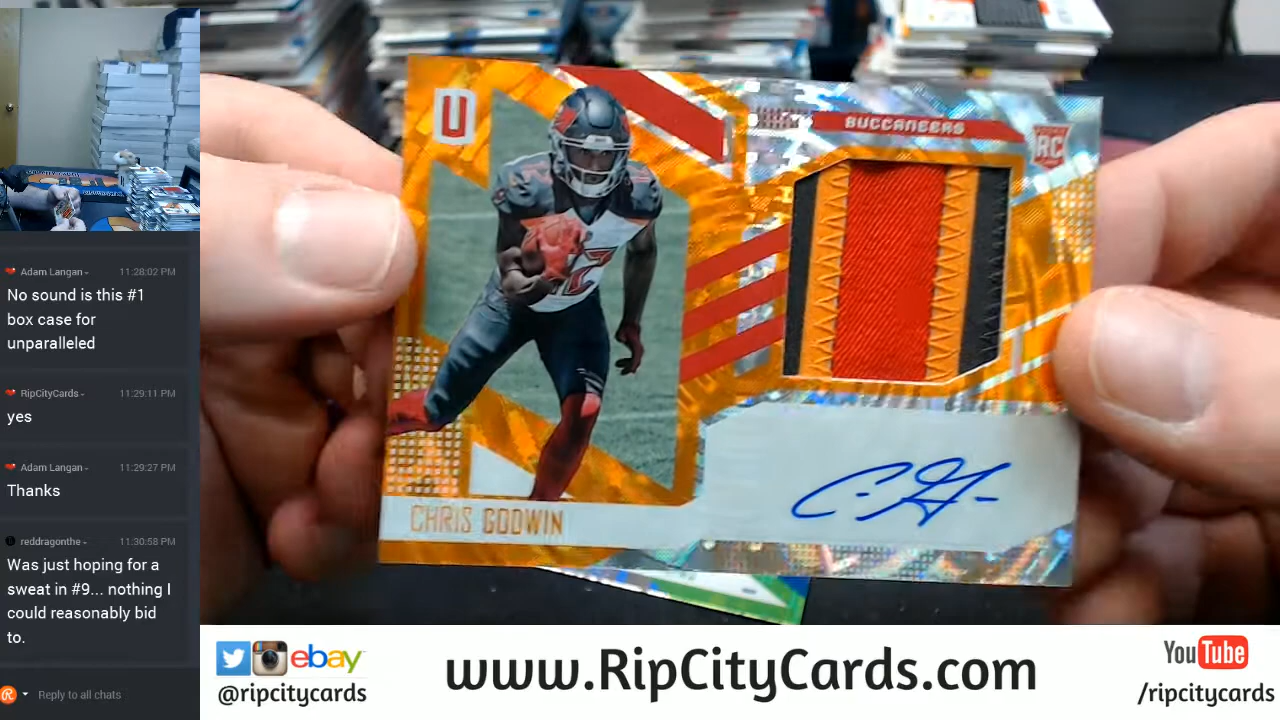 Adam Langan
11:28:02 PM
No sound is this #1
box case for
unparalleled
RipCityCards
11:29:11 PM
yes
Adam Langan
11:29:27 PM
Thanks
reddragonthe
11:30:58 PM
Was just hoping for a
sweat in #9... nothing I
could reasonably bid
to.
Reply to all chats
U
BUCCANEERS
RC
12
CHRIS GODWIN
ebay
@ripcitycards
www.RipCityCards.com
YouTube
/ripcitycards